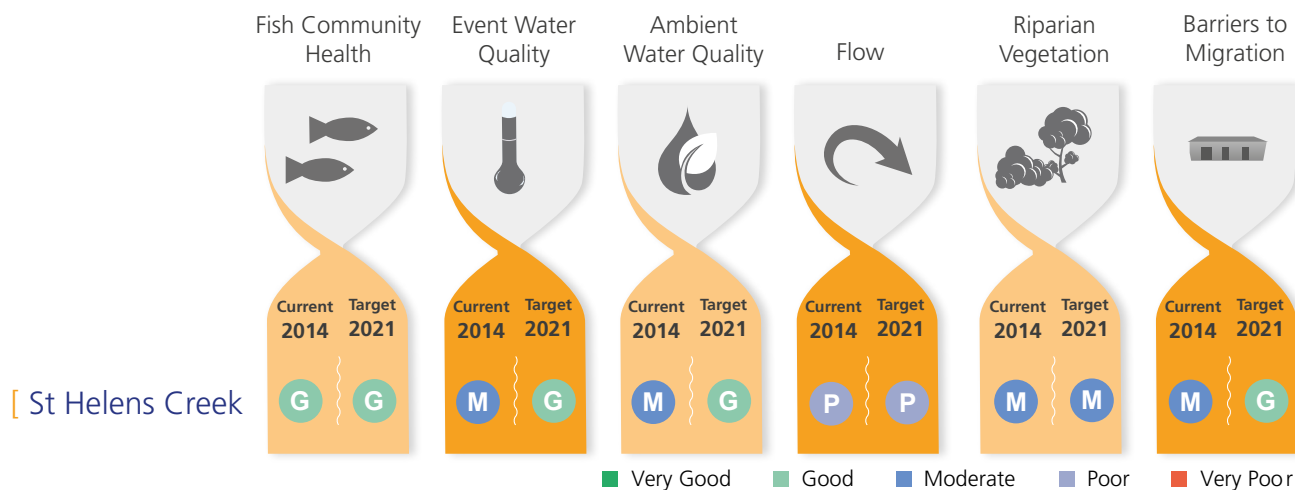 Fish Community
Health
Event Water
Quality
Ambient
Water Quality
Flow
Riparian
Vegetation
Barriers to
Migration
Current Target
2014 2021
Current Target
2014 2021
Current Target
2014 2021
Current Target
2014 2021
Current Target
2014 2021
Current Target
2014 2021
[ St Helens Creek G G M G M G P P M M M G
Very Good Good Moderate Poor Very Poor